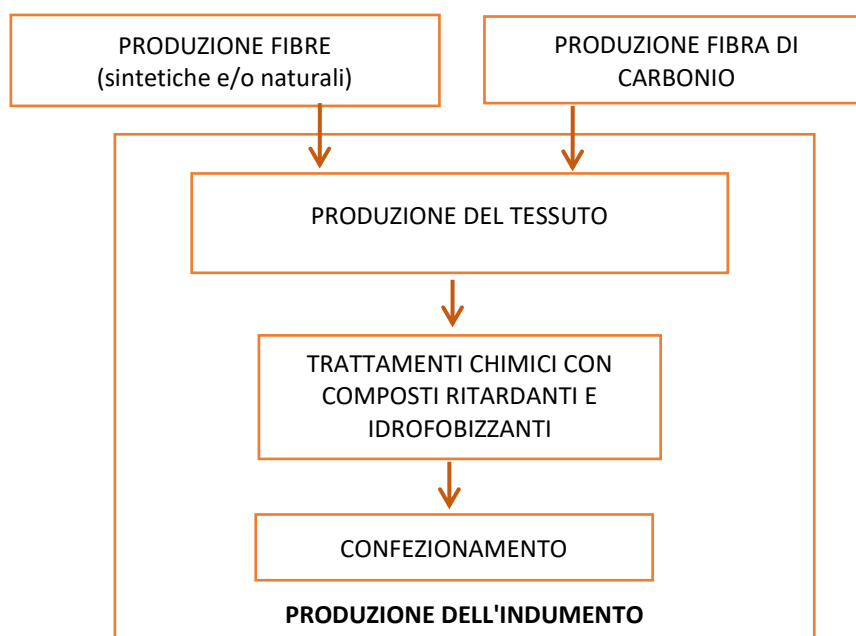 PRODUZIONE FIBRE
(sintetiche e/o naturali)
PRODUZIONE FIBRA DI
CARBONIO
PRODUZIONE DEL TESSUTO
TRATTAMENTI CHIMICI CON
COMPOSTI RITARDANTI E
IDROFOBIZZANTI
CONFEZIONAMENTO
PRODUZIONE DELL'INDUMENTO